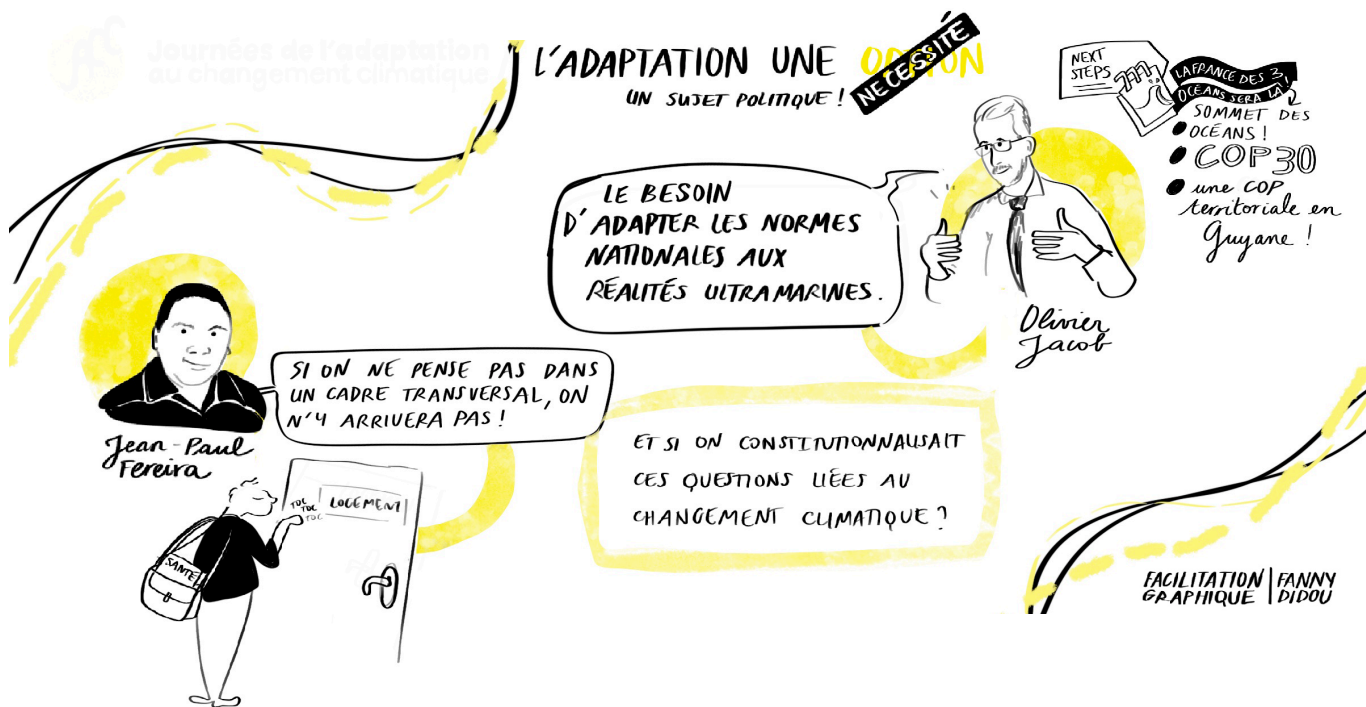 Journées de l'adaptation
au changement climatique
L'ADAPTATION UNE OPTION
NÉCESSITÉ
UN SUJET POLITIQUE !
NEXT
STEPS
LA FRANCE DES 3
OCÉANS SERA LÀ !
SOMMET DES
OCÉANS !
COP30
une COP
territoriale en
Guyane !
LE BESOIN
D'ADAPTER LES NORMES
NATIONALES AUX
RÉALITÉS ULTRAMARINES.
Olivier
Jacob
SI ON NE PENSE PAS DANS
UN CADRE TRANSVERSAL, ON
N'Y ARRIVERA PAS !
Jean-Paul
Fereira
TOC
TOC
TOC
LOGEMENT
SANTÉ
ET SI ON CONSTITUTIONNALISAIT
CES QUESTIONS LIÉES AU
CHANGEMENT CLIMATIQUE ?
FACILITATION | FANNY
GRAPHIQUE | DIDOU